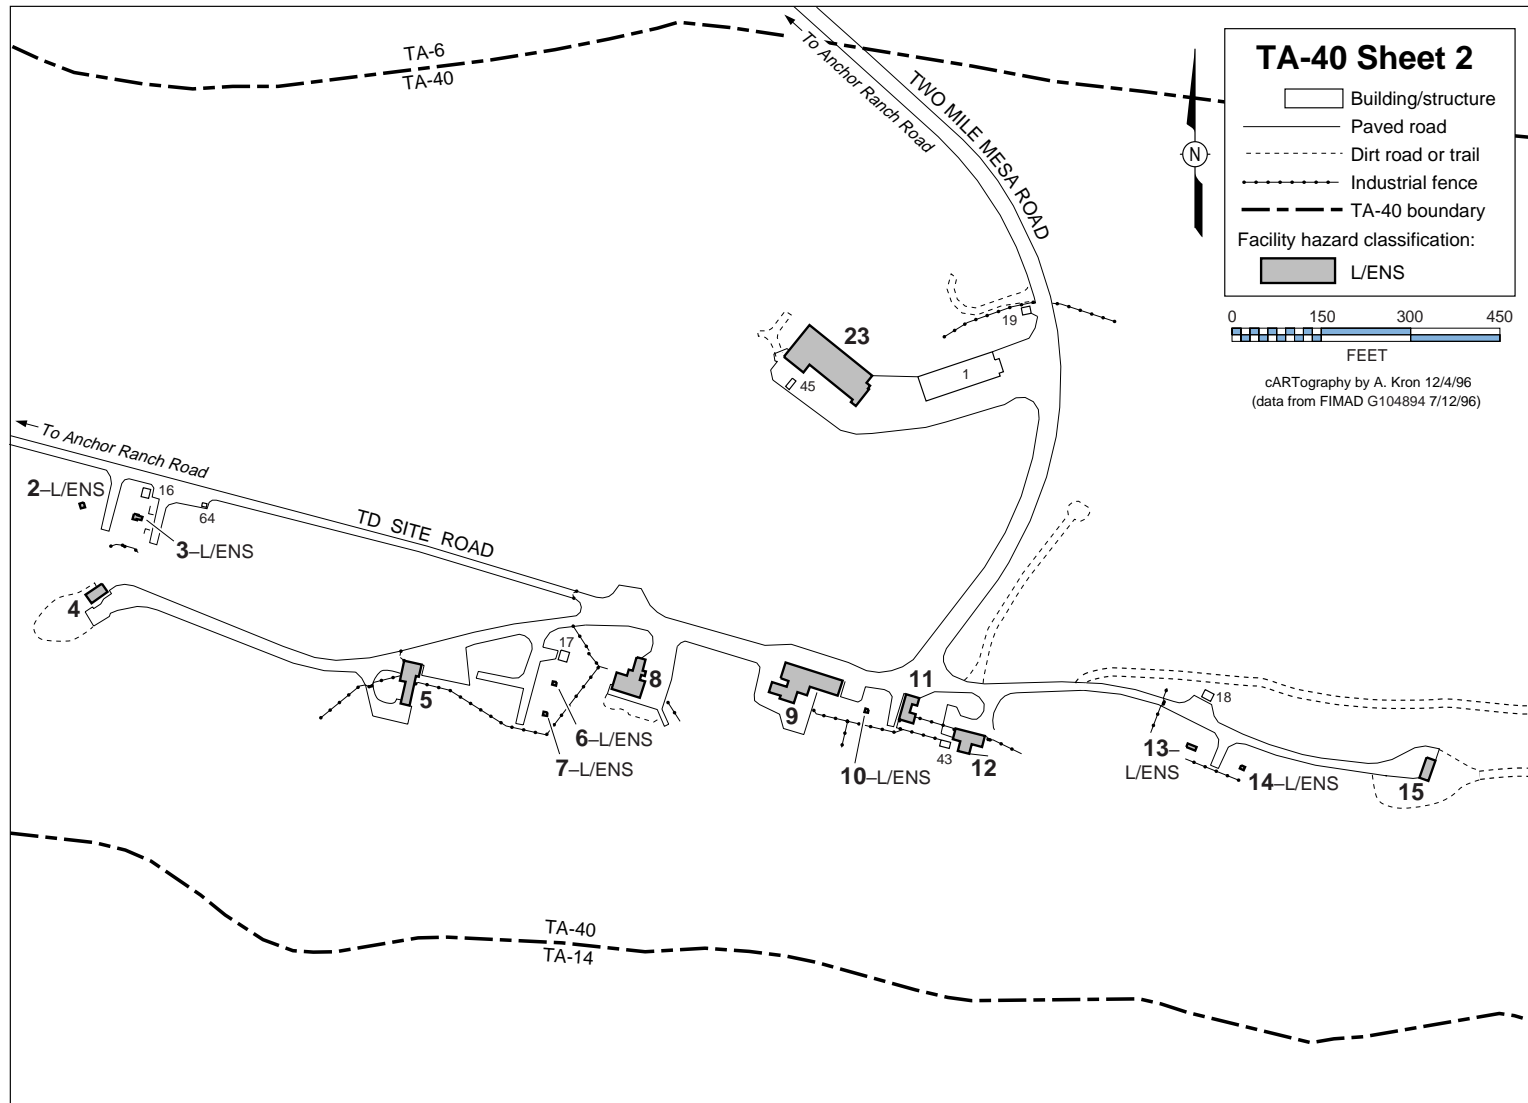 TA-6
TA-40
To Anchor Ranch Road
TWO MILE MESA ROAD
N
TA-40 Sheet 2
Building/structure
Paved road
Dirt road or trail
Industrial fence
TA-40 boundary
Facility hazard classification:
L/ENS
0 150 300 450
FEET
cARTography by A. Kron 12/4/96
(data from FIMAD G104894 7/12/96)
19
23
1
45
To Anchor Ranch Road
2–L/ENS
16
64
3–L/ENS
TD SITE ROAD
4
5
17
6–L/ENS
7–L/ENS
8
9
10–L/ENS
11
43
12
13–
L/ENS
18
14–L/ENS
15
TA-40
TA-14